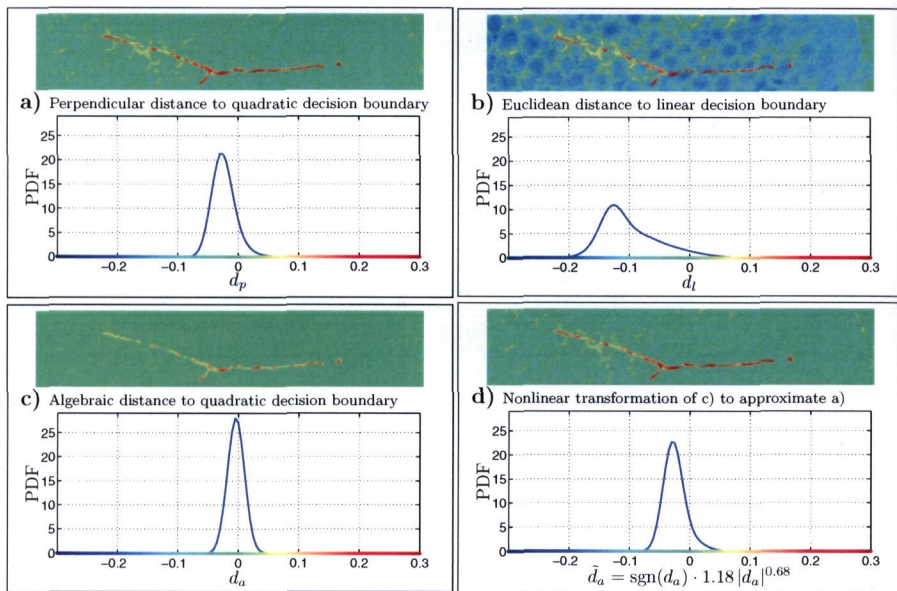 a) Perpendicular distance to quadratic decision boundary
25
20
15
10
5
0
PDF
−0.2 −0.1 0 0.1 0.2 0.3
d_p
b) Euclidean distance to linear decision boundary
25
20
15
10
5
0
PDF
−0.2 −0.1 0 0.1 0.2 0.3
d_l
c) Algebraic distance to quadratic decision boundary
25
20
15
10
5
0
PDF
−0.2 −0.1 0 0.1 0.2 0.3
d_a
d) Nonlinear transformation of c) to approximate a)
25
20
15
10
5
0
PDF
−0.2 −0.1 0 0.1 0.2 0.3
d̃_a = sgn(d_a) · 1.18 |d_a|^0.68